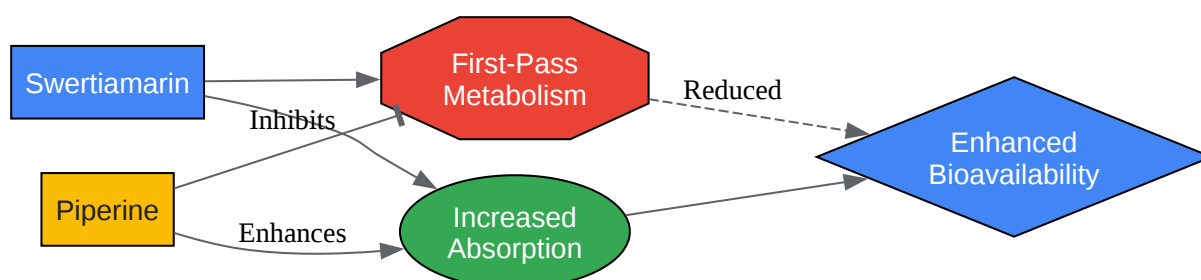 Swertiamarin
First-Pass
Metabolism
Reduced
Inhibits
Enhanced
Bioavailability
Piperine
Enhances
Increased
Absorption